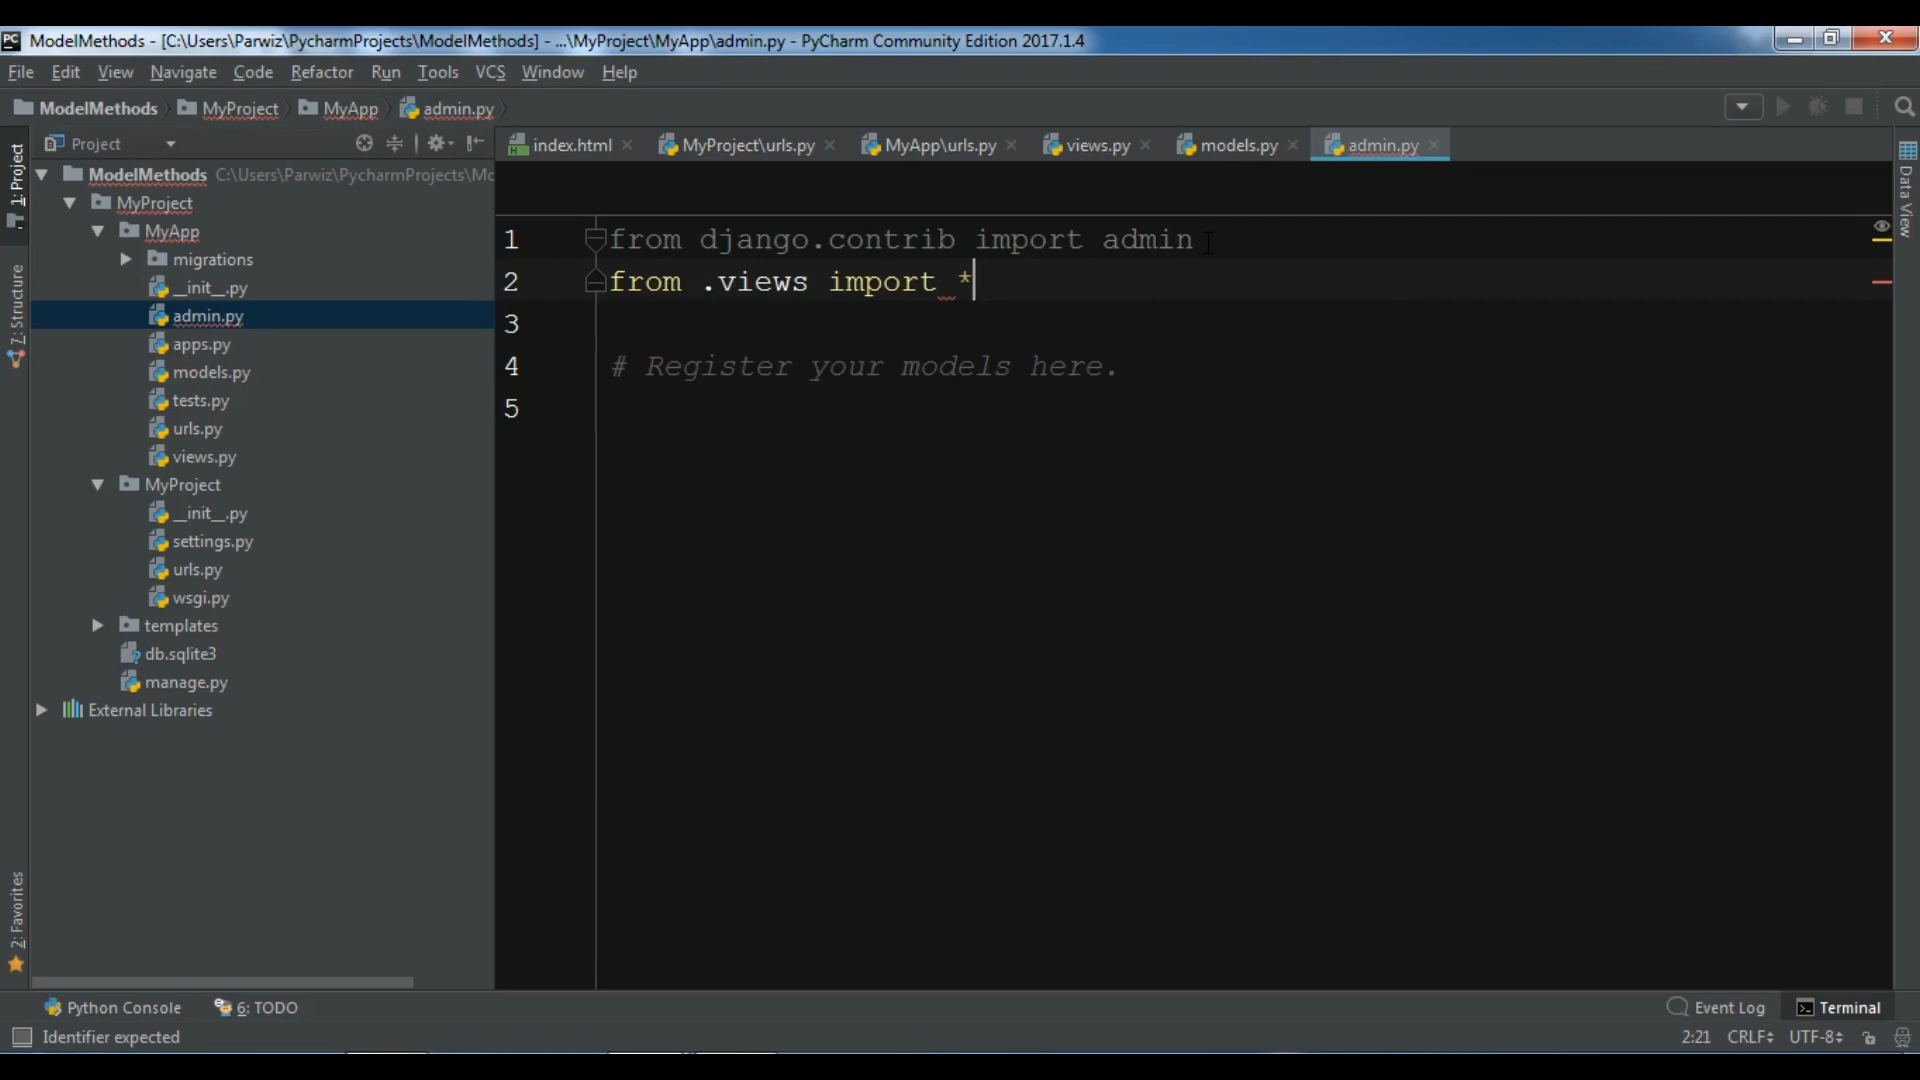 PC ModelMethods - [C:\Users\Parwiz\PycharmProjects\ModelMethods] - ...\MyProject\MyApp\admin.py - PyCharm Community Edition 2017.1.4
File Edit View Navigate Code Refactor Run Tools VCS Window Help
ModelMethods MyProject MyApp admin.py
Project
index.html MyProject\urls.py MyApp\urls.py views.py models.py admin.py
1: Project
7: Structure
2: Favorites
ModelMethods C:\Users\Parwiz\PycharmProjects\Mc
MyProject
MyApp
migrations
__init__.py
admin.py
apps.py
models.py
tests.py
urls.py
views.py
MyProject
__init__.py
settings.py
urls.py
wsgi.py
templates
db.sqlite3
manage.py
External Libraries
1 from django.contrib import admin
2 from .views import *
3
4 # Register your models here.
5
Data View
Python Console 6: TODO Event Log Terminal
Identifier expected 2:21 CRLF UTF-8